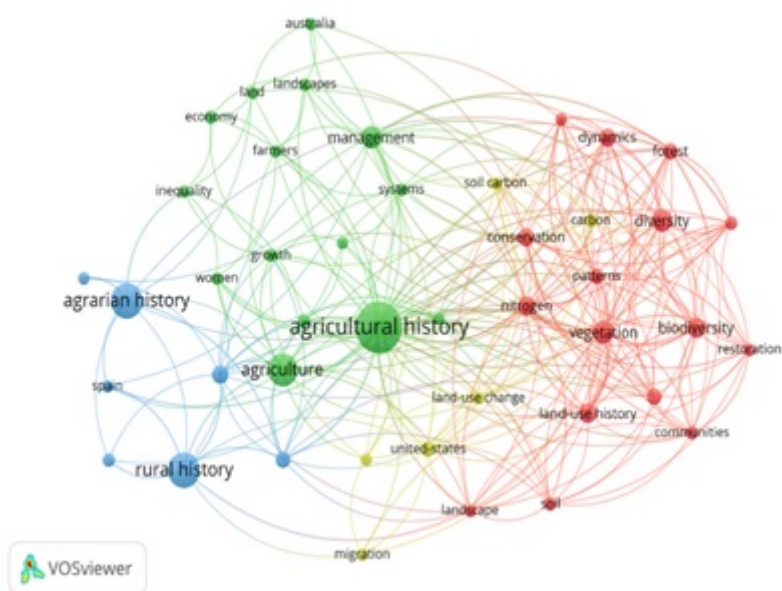 australia
land
landscapes
economy
management
farmers
dynamics
forest
inequality
systems
soil carbon
carbon
diversity
conservation
growth
women
patterns
agrarian history
nitrogen
agricultural history
vegetation
biodiversity
restoration
spain
agriculture
land-use change
land-use history
communities
rural history
united-states
landscape
soil
migration
VOSviewer